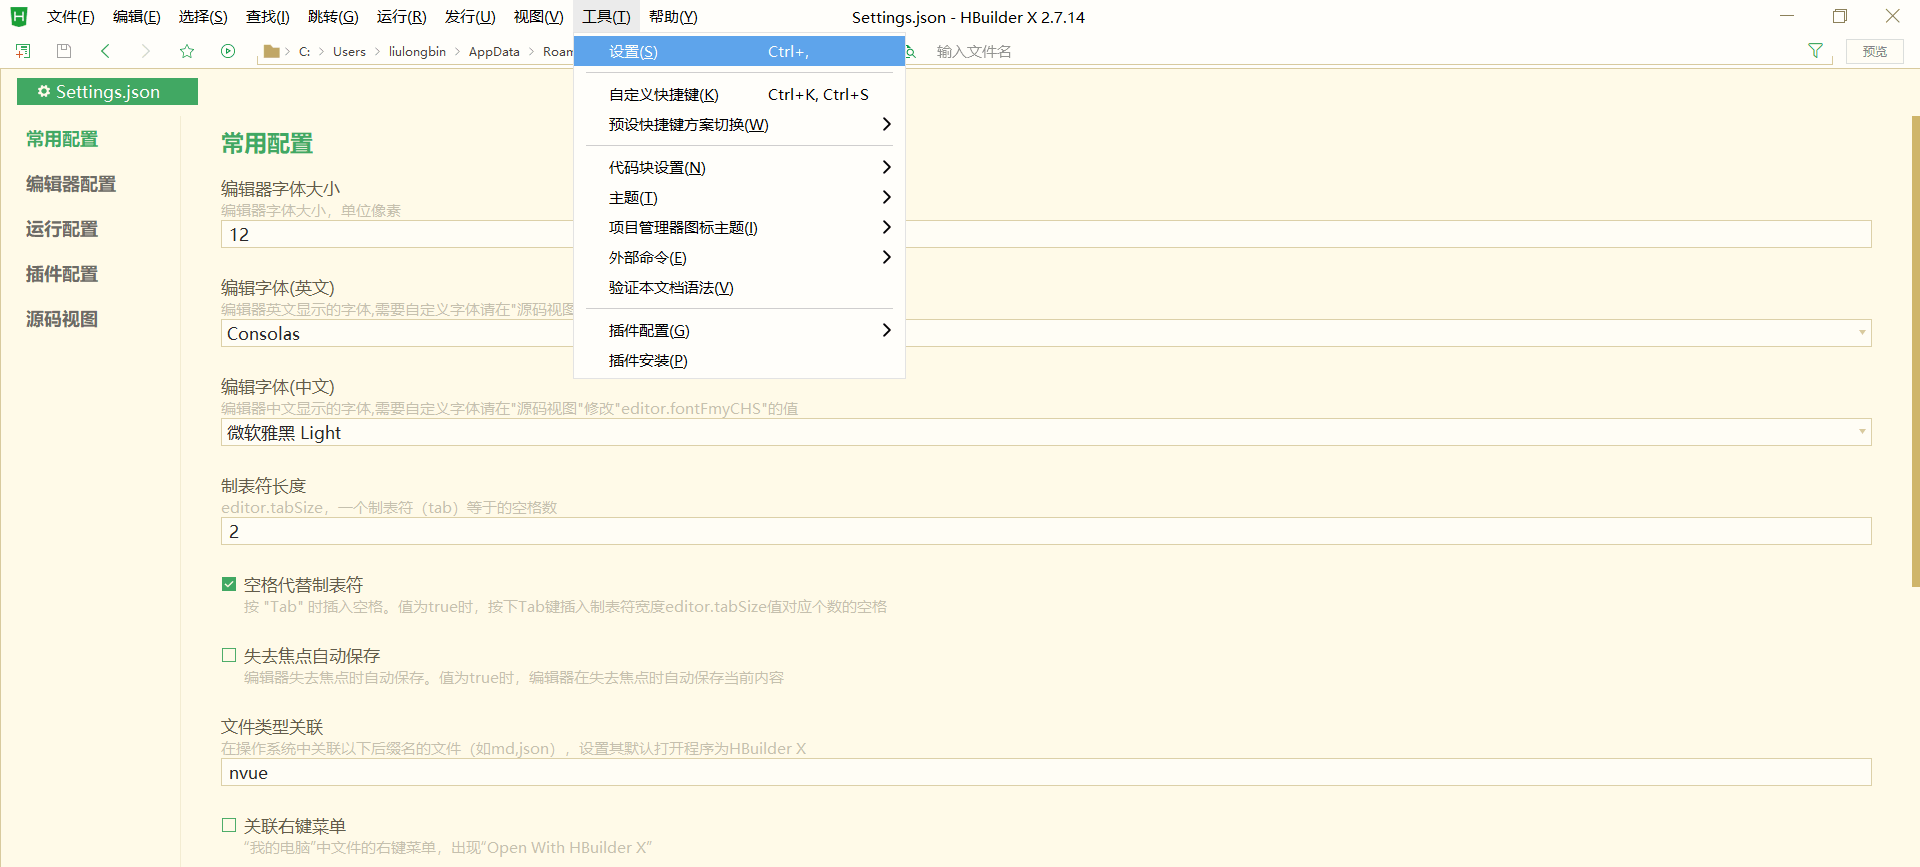 文件(F) 编辑(E) 选择(S) 查找(I) 跳转(G) 运行(R) 发行(U) 视图(V) 工具(T) 帮助(Y) Settings.json - HBuilder X 2.7.14
C: Users liulongbin AppData Roam 输入文件名 预览
设置(S) Ctrl+,
自定义快捷键(K) Ctrl+K, Ctrl+S
预设快捷键方案切换(W)
代码块设置(N)
主题(T)
项目管理器图标主题(I)
外部命令(E)
验证本文档语法(V)
插件配置(G)
插件安装(P)
Settings.json
常用配置
编辑器配置
运行配置
插件配置
源码视图
常用配置
编辑器字体大小
编辑器字体大小，单位像素
12
编辑字体(英文)
编辑器英文显示的字体,需要自定义字体请在"源码视图
Consolas
编辑字体(中文)
编辑器中文显示的字体,需要自定义字体请在"源码视图"修改"editor.fontFmyCHS"的值
微软雅黑 Light
制表符长度
editor.tabSize，一个制表符（tab）等于的空格数
2
空格代替制表符
按 "Tab" 时插入空格。值为true时，按下Tab键插入制表符宽度editor.tabSize值对应个数的空格
失去焦点自动保存
编辑器失去焦点时自动保存。值为true时，编辑器在失去焦点时自动保存当前内容
文件类型关联
在操作系统中关联以下后缀名的文件（如md,json），设置其默认打开程序为HBuilder X
nvue
关联右键菜单
“我的电脑”中文件的右键菜单，出现“Open With HBuilder X”